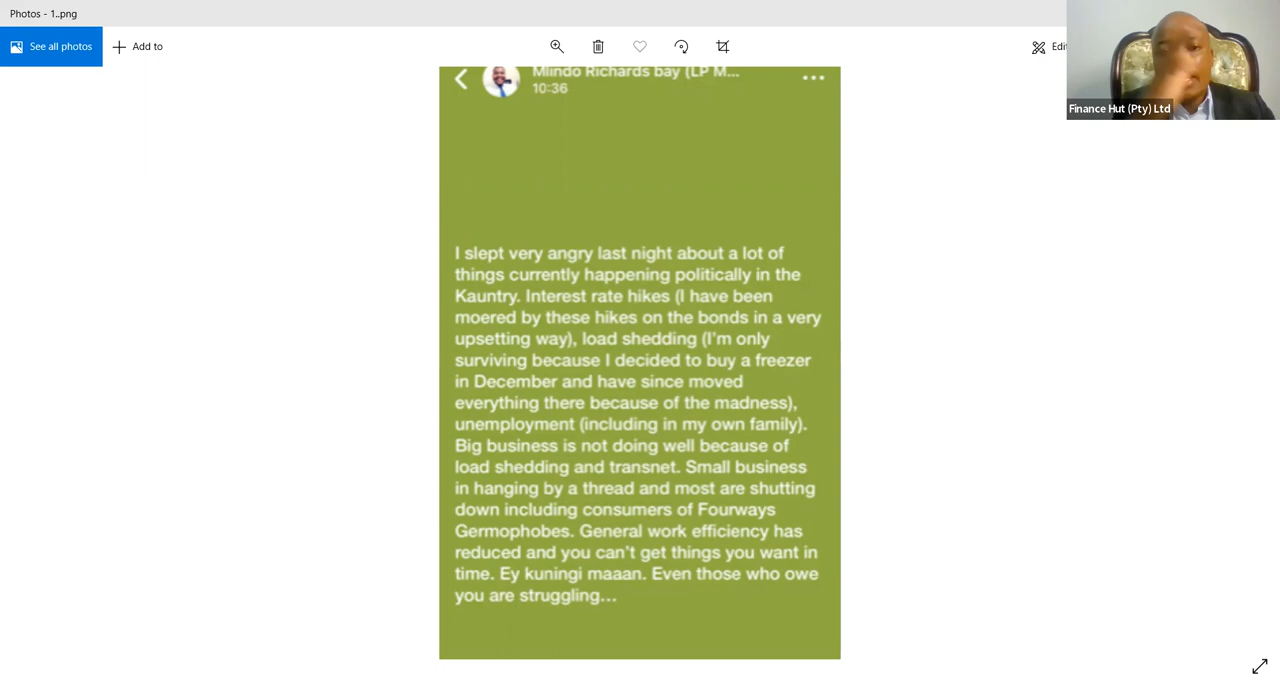 Photos - 1..png
See all photos
Add to
Edi
Finance Hut (Pty) Ltd
Mlindo Richards bay (LP M...
10:36
I slept very angry last night about a lot of
things currently happening politically in the
Kauntry. Interest rate hikes (I have been
moered by these hikes on the bonds in a very
upsetting way), load shedding (I'm only
surviving because I decided to buy a freezer
in December and have since moved
everything there because of the madness),
unemployment (including in my own family).
Big business is not doing well because of
load shedding and transnet. Small business
in hanging by a thread and most are shutting
down including consumers of Fourways
Germophobes. General work efficiency has
reduced and you can't get things you want in
time. Ey kuningi maaan. Even those who owe
you are struggling...